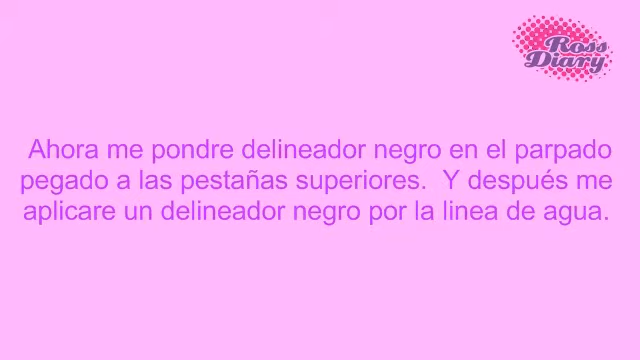 Ross
Diary
Ahora me pondre delineador negro en el parpado
pegado a las pestañas superiores. Y después me
aplicare un delineador negro por la linea de agua.